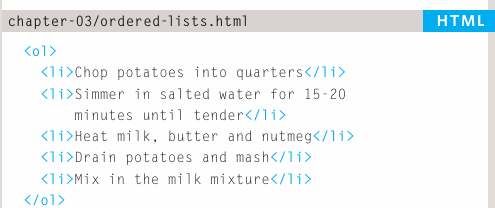 chapter-03/ordered-lists.html HTML
<ol>
<li>Chop potatoes into quarters</li>
<li>Simmer in salted water for 15-20
minutes until tender</li>
<li>Heat milk, butter and nutmeg</li>
<li>Drain potatoes and mash</li>
<li>Mix in the milk mixture</li>
</ol>